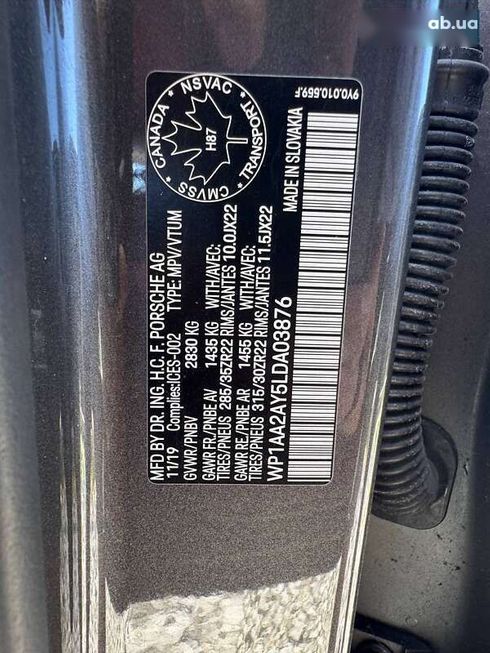 ab.ua
9Y0.010.559.F
CANADA NSVAC TRANSPORT CMVSS
H87
MADE IN SLOVAKIA
MFD BY DR. ING. H.C. F. PORSCHE AG
11/19 TYPE: MPV/VTUM
Complies: ICES-002
GVWR/PNBV 2830 KG
GAWR FR/PNBE AV 1435 KG WITH/AVEC:
TIRES/PNEUS 285/35ZR22 RIMS/JANTES 10.0JX22
GAWR RE/PNBE AR 1455 KG WITH/AVEC:
TIRES/PNEUS 315/30ZR22 RIMS/JANTES 11.5JX22
WP1AA2AY5LDA03876